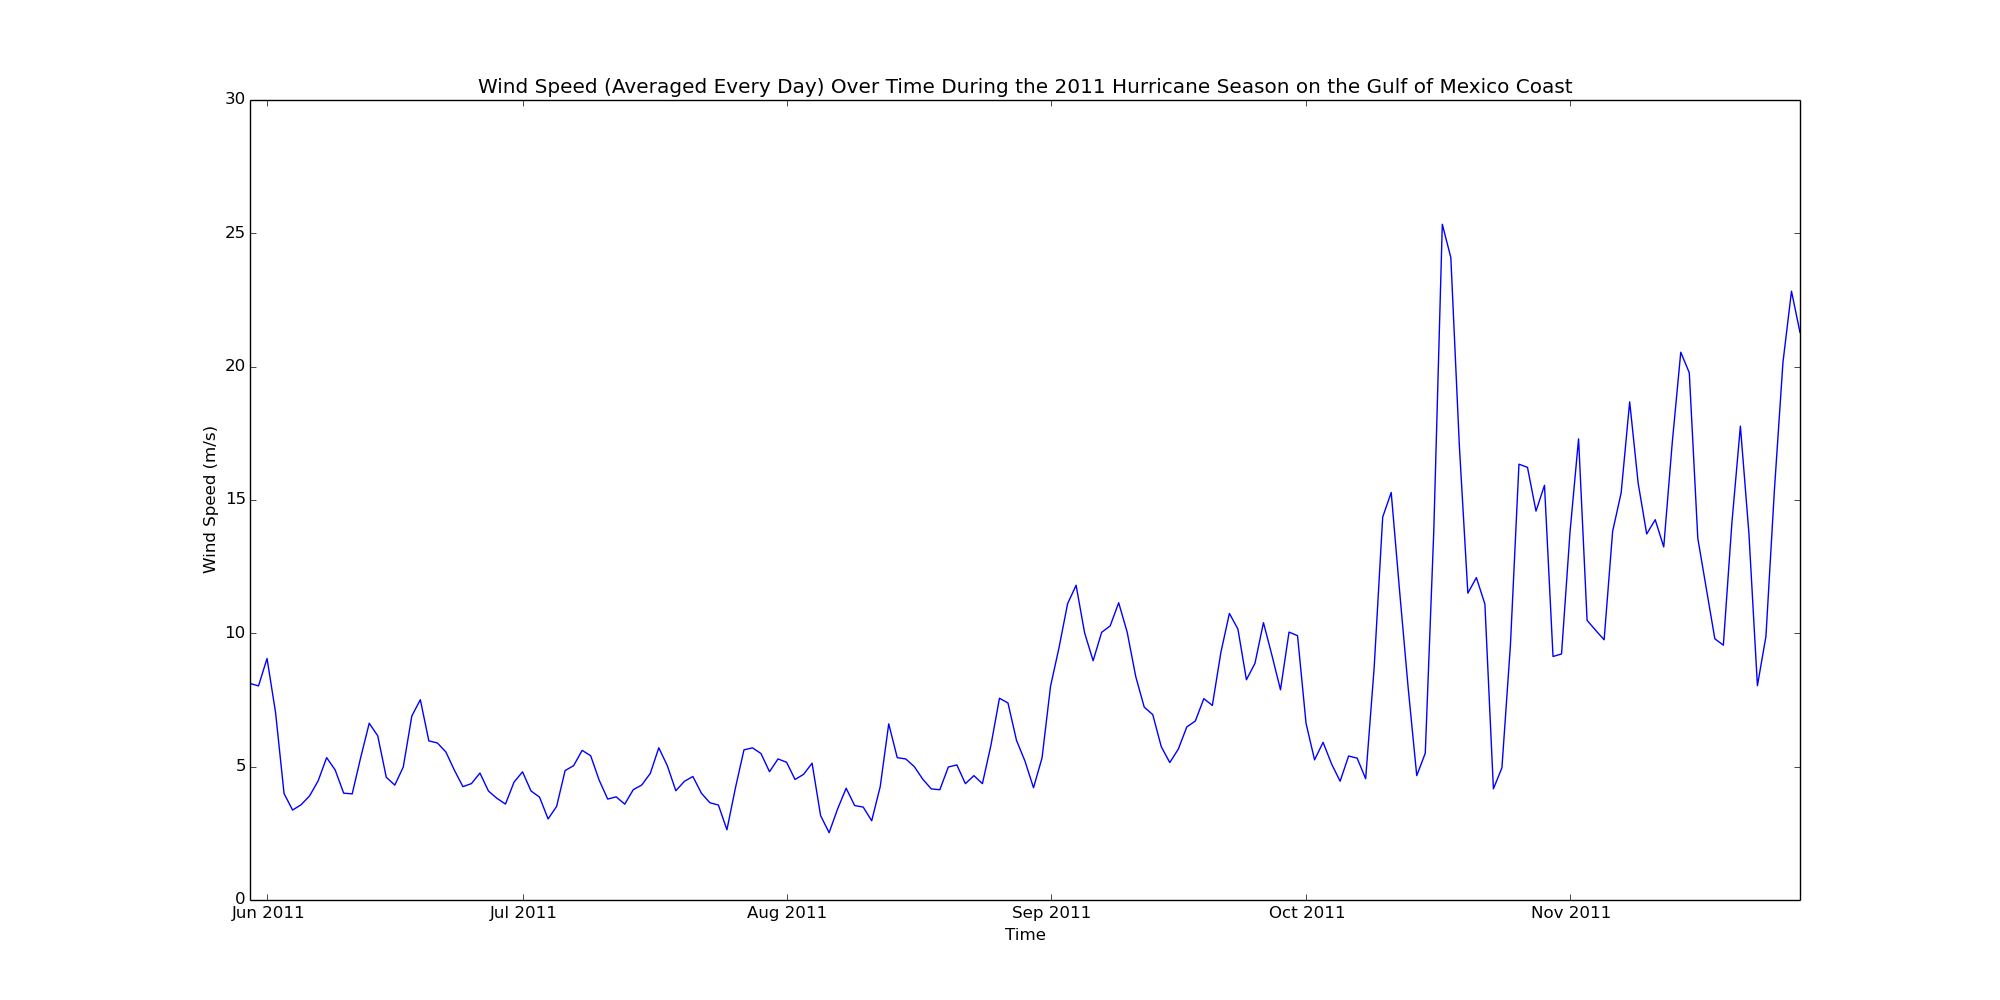 Wind Speed (Averaged Every Day) Over Time During the 2011 Hurricane Season on the Gulf of Mexico Coast
30
25
20
15
10
5
0
Wind Speed (m/s)
Jun 2011 Jul 2011 Aug 2011 Sep 2011 Oct 2011 Nov 2011
Time